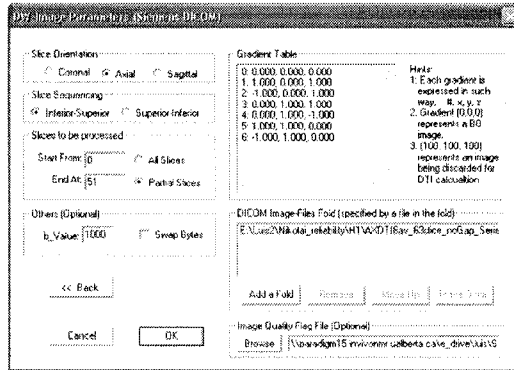 DW-Image Parameters (Siemens DICOM)
Slice Orientation
Coronal Axial Sagittal
Slice Sequencing
Inferior-Superior Superior-Inferior
Slices to be processed
Start From: 0 All Slices
End At: 51 Partial Slices
Others (Optional)
b_Value: 1000 Swap Bytes
<< Back
Cancel OK
Gradient Table
0: 0.000, 0.000, 0.000
1: 1.000, 0.000, 1.000
2: -1.000, 0.000, 1.000
3: 0.000, 1.000, 1.000
4: 0.000, 1.000, -1.000
5: 1.000, 1.000, 0.000
6: -1.000, 1.000, 0.000
Hints:
1: Each gradient is
expressed in such
way, #: x, y, z
2. Gradient (0,0,0)
represents a B0
image.
3. (100, 100, 100)
represents an image
being discarded for
DTI calcualtion
DICOM Image-Files Fold (specified by a file in the fold)
Add a Fold Remove Move Up
Image Quality Flag File (Optional)
Browse